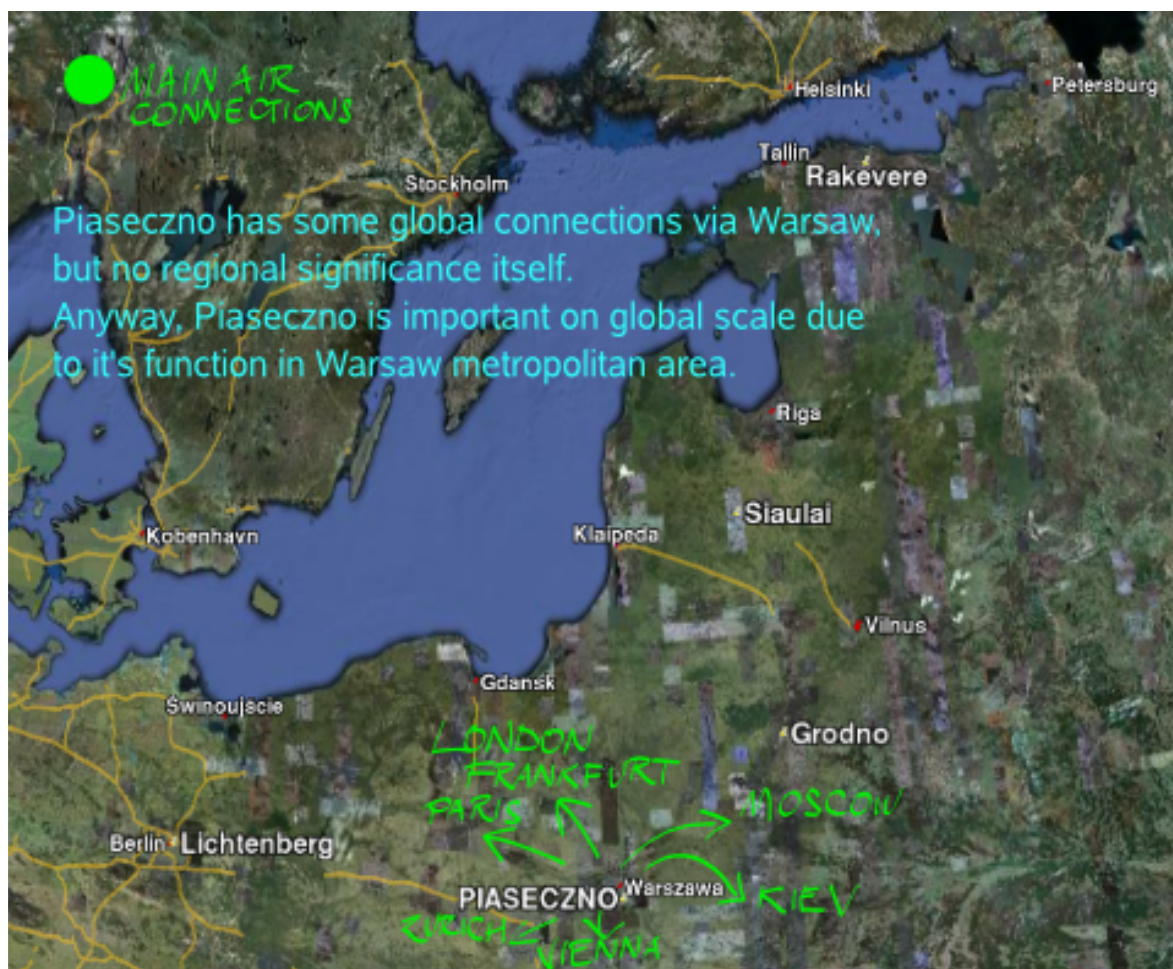 MAIN AIR
CONNECTIONS
Helsinki
Petersburg
Tallin
Rakevere
Stockholm
Piaseczno has some global connections via Warsaw,
but no regional significance itself.
Anyway, Piaseczno is important on global scale due
to it's function in Warsaw metropolitan area.
Riga
Siaulai
Kobenhavn
Klaipeda
Vilnus
Gdansk
Świnoujście
Grodno
LONDON
FRANKFURT
PARIS
MOSCOW
Berlin
Lichtenberg
Warszawa
PIASECZNO
KIEV
ZURICH
VIENNA